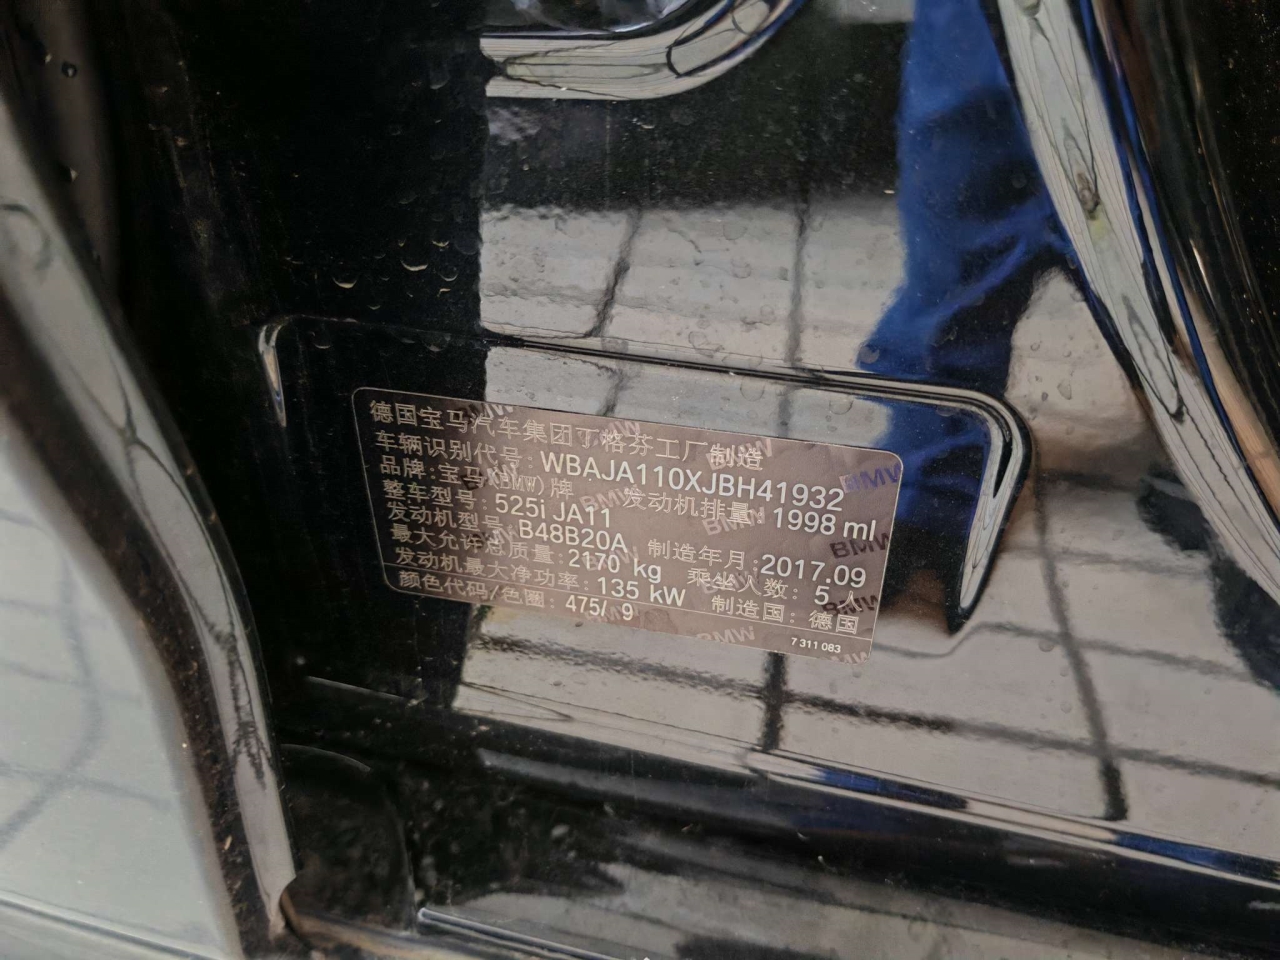 德国宝马汽车集团丁格芬工厂制造
车辆识别代号: WBAJA110XJBH41932
品牌: 宝马(BMW)牌 发动机排量: 1998 ml
整车型号: 525i JA11
发动机型号 B48B20A 制造年月: 2017.09
最大允许总质量: 2170 kg 乘坐人数: 5 人
发动机最大净功率: 135 kW 制造国: 德国
颜色代码/色圈: 475/ 9
7 311 083